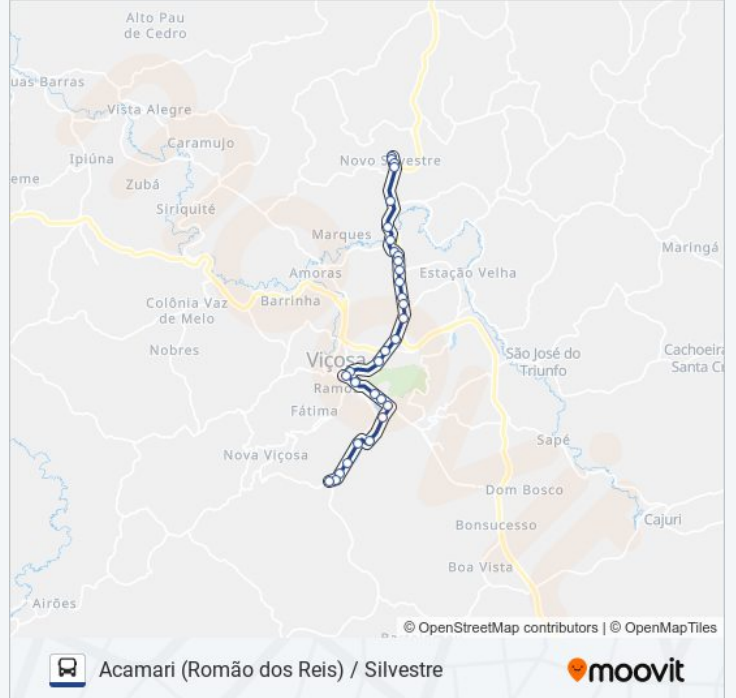 Alto Pau
de Cedro
uas Barras
Vista Alegre
Caramujo
Ipiúna
Novo Silvestre
eme
Zubá
Siriquité
Marques
Maringá
Amoras
Estação Velha
Colônia Vaz
de Melo
Barrinha
Nobres
Viçosa
São José do
Triunfo
Cachoeira
Santa C
Ramos
Fátima
Sapé
Nova Viçosa
Dom Bosco
Cajuri
Bonsucesso
Boa Vista
Airões
moovit
© OpenStreetMap contributors | © OpenMapTiles
Acamari (Romão dos Reis) / Silvestre
moovit